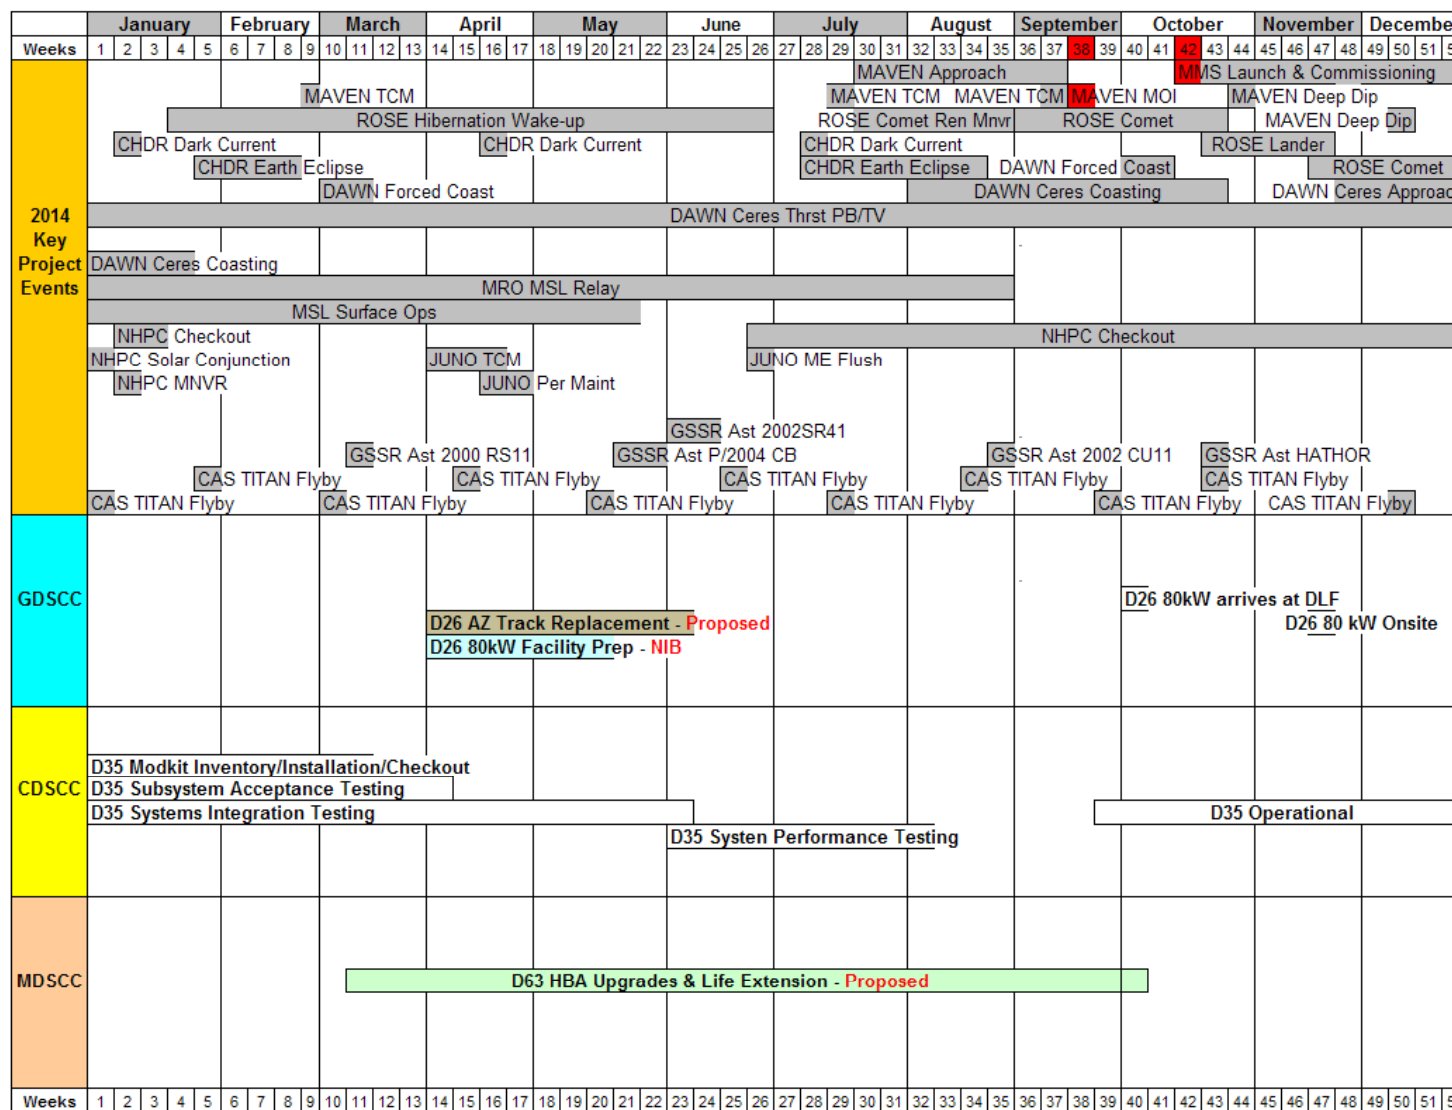 January February March April May June July August September October November Decembe
Weeks 1 2 3 4 5 6 7 8 9 10 11 12 13 14 15 16 17 18 19 20 21 22 23 24 25 26 27 28 29 30 31 32 33 34 35 36 37 38 39 40 41 42 43 44 45 46 47 48 49 50 51
MAVEN Approach MMS Launch & Commissioning
MAVEN TCM MAVEN TCM MAVEN TCM MAVEN MOI MAVEN Deep Dip
ROSE Hibernation Wake-up ROSE Comet Ren Mnvr ROSE Comet MAVEN Deep Dip
CHDR Dark Current CHDR Dark Current CHDR Dark Current ROSE Lander
CHDR Earth Eclipse CHDR Earth Eclipse DAWN Forced Coast ROSE Comet
DAWN Forced Coast DAWN Ceres Coasting DAWN Ceres Approac
2014 DAWN Ceres Thrst PB/TV
Key
Project DAWN Ceres Coasting
Events MRO MSL Relay
MSL Surface Ops
NHPC Checkout NHPC Checkout
NHPC Solar Conjunction JUNO TCM JUNO ME Flush
NHPC MNVR JUNO Per Maint
GSSR Ast 2002SR41
GSSR Ast 2000 RS11 GSSR Ast P/2004 CB GSSR Ast 2002 CU11 GSSR Ast HATHOR
CAS TITAN Flyby CAS TITAN Flyby CAS TITAN Flyby CAS TITAN Flyby CAS TITAN Flyby
CAS TITAN Flyby CAS TITAN Flyby CAS TITAN Flyby CAS TITAN Flyby CAS TITAN Flyby CAS TITAN Flyby
GDSCC D26 80kW arrives at DLF
D26 AZ Track Replacement - Proposed D26 80 kW Onsite
D26 80kW Facility Prep - NIB
D35 Modkit Inventory/Installation/Checkout
CDSCC D35 Subsystem Acceptance Testing
D35 Systems Integration Testing D35 Operational
D35 Systen Performance Testing
MDSCC D63 HBA Upgrades & Life Extension - Proposed
Weeks 1 2 3 4 5 6 7 8 9 10 11 12 13 14 15 16 17 18 19 20 21 22 23 24 25 26 27 28 29 30 31 32 33 34 35 36 37 38 39 40 41 42 43 44 45 46 47 48 49 50 51